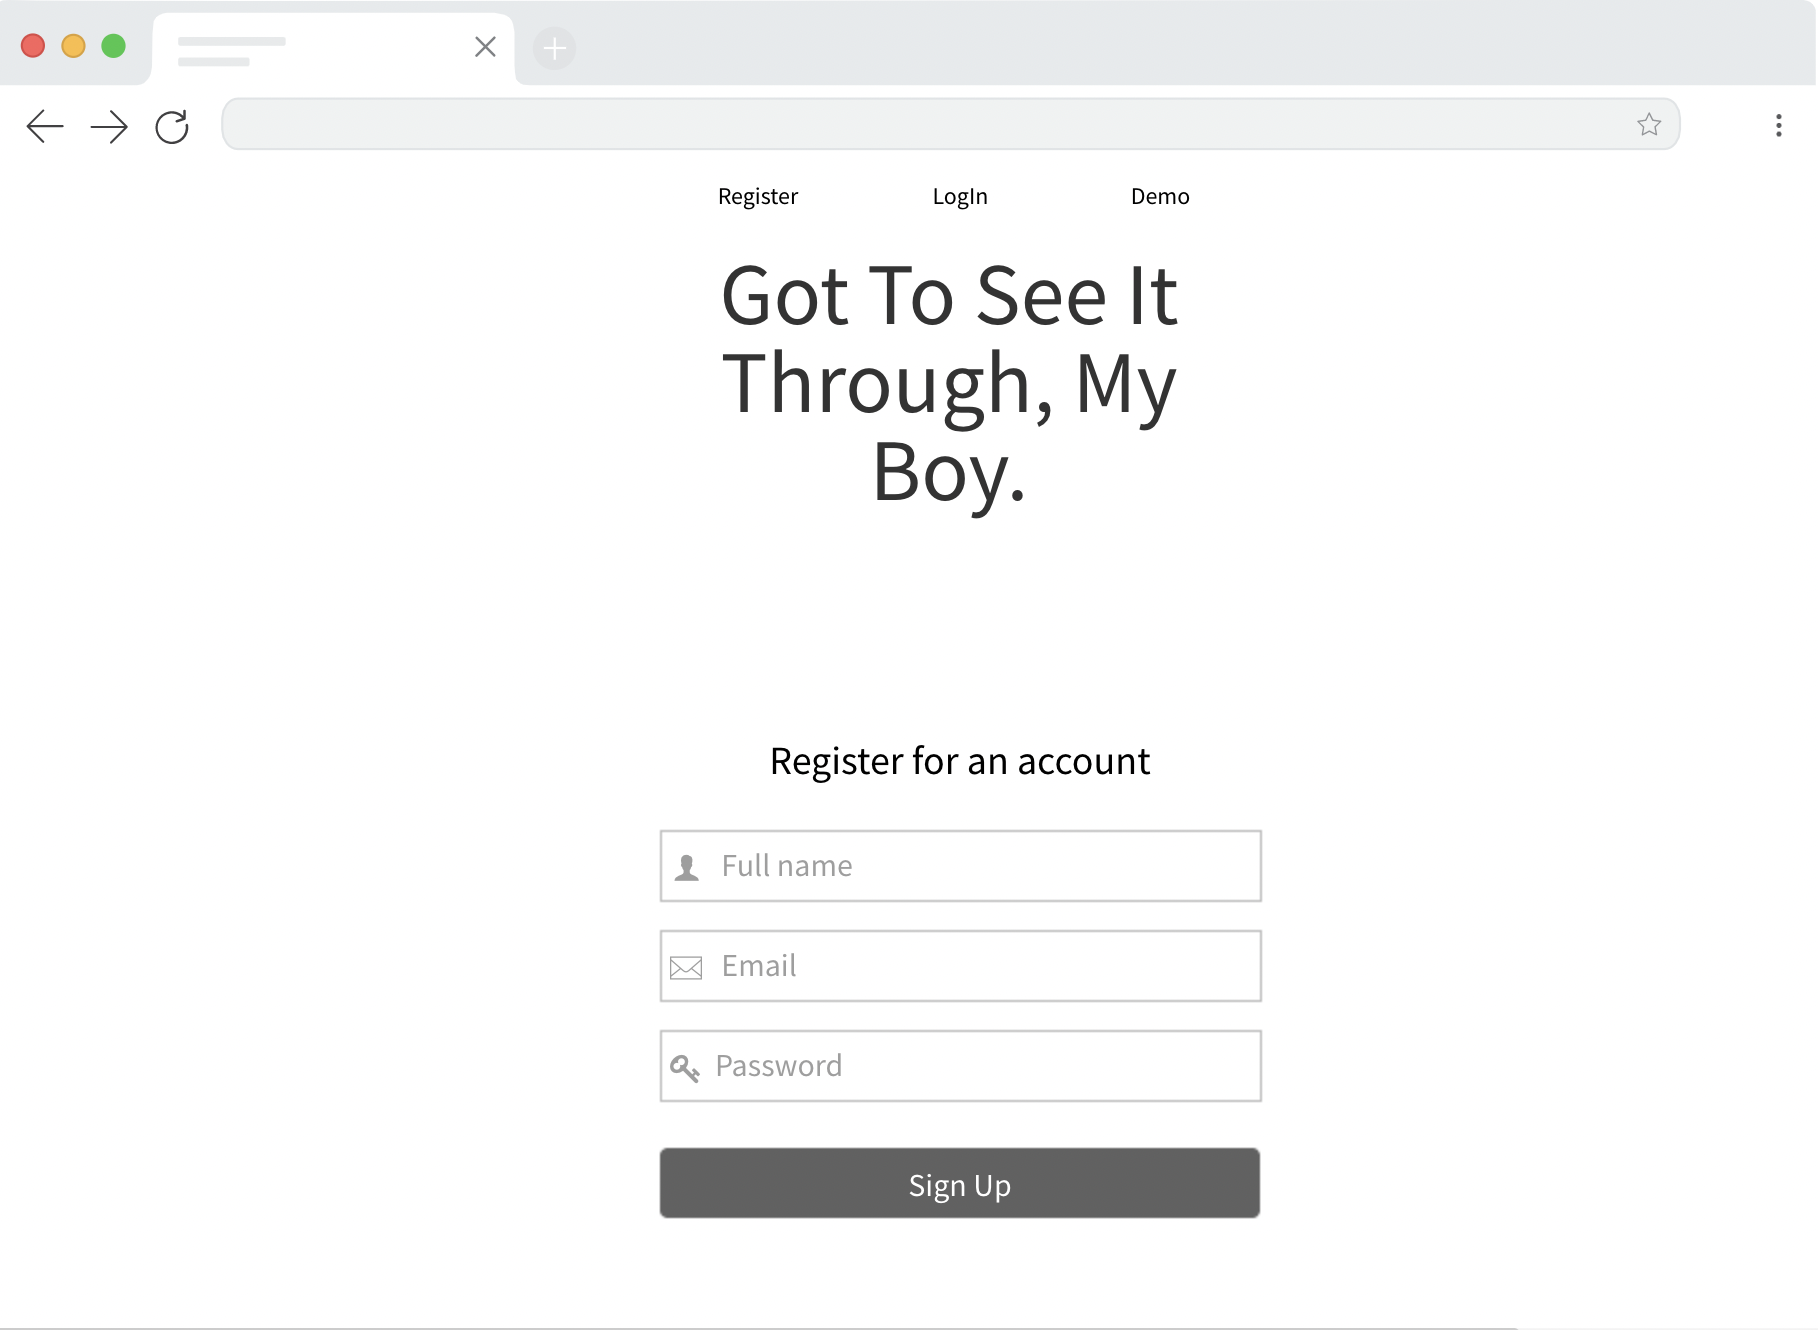 Register LogIn Demo
Got To See It
Through, My
Boy.
Register for an account
Full name
Email
Password
Sign Up